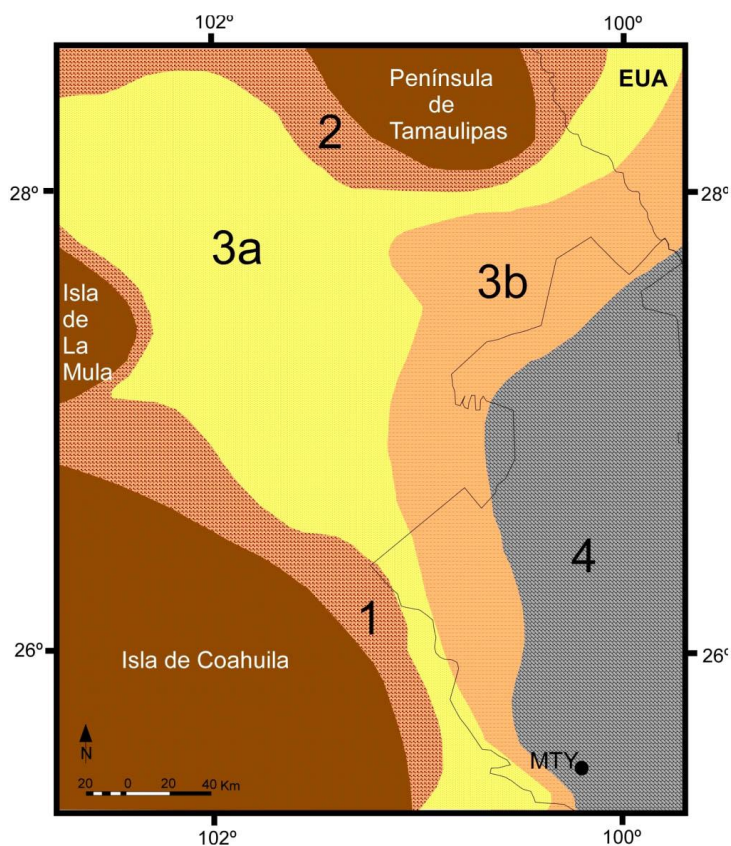 102º
100º
EUA
Península
de
Tamaulipas
2
28º
28º
3a
3b
Isla
de
La
Mula
4
1
26º
26º
Isla de Coahuila
N
MTY
20 0 20 40 Km
102º
100º